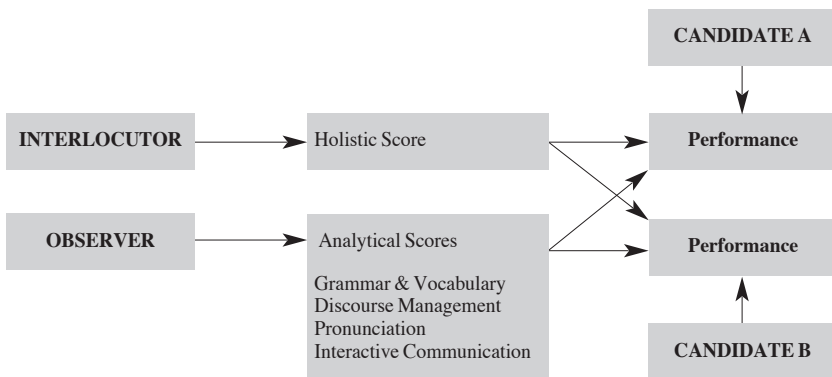 CANDIDATE A
INTERLOCUTOR
Holistic Score
Performance
OBSERVER
Analytical Scores
Grammar & Vocabulary
Discourse Management
Pronunciation
Interactive Communication
Performance
CANDIDATE B